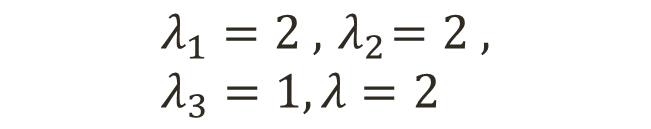 λ₁ = 2 , λ₂= 2 ,
λ₃ = 1, λ = 2